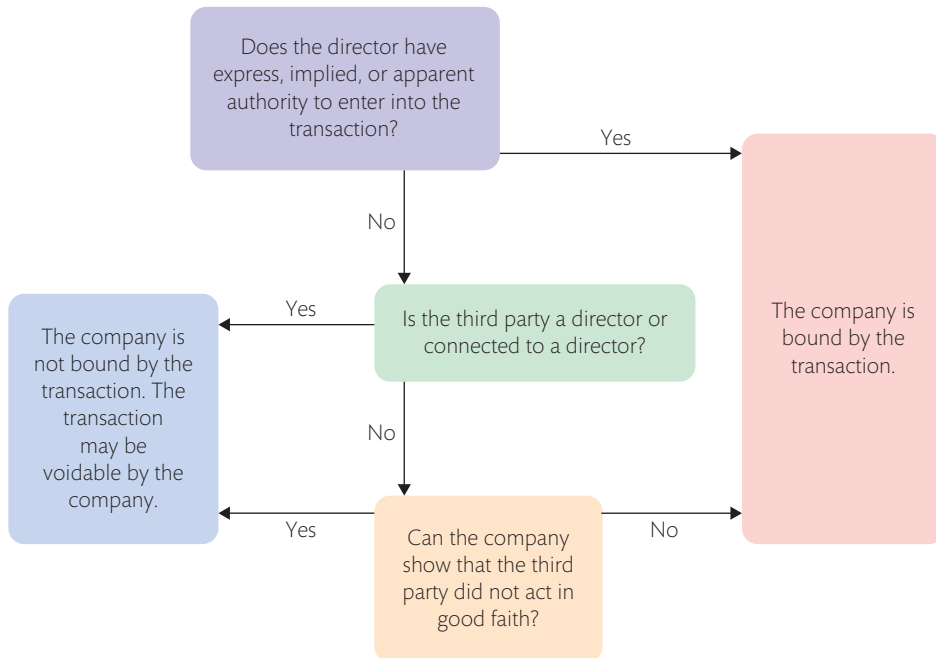 Does the director have
express, implied, or apparent
authority to enter into the
transaction?
Yes
No
Is the third party a director or
connected to a director?
Yes
The company is
not bound by the
transaction. The
transaction
may be
voidable by the
company.
The company is
bound by the
transaction.
No
Yes
Can the company
show that the third
party did not act in
good faith?
No